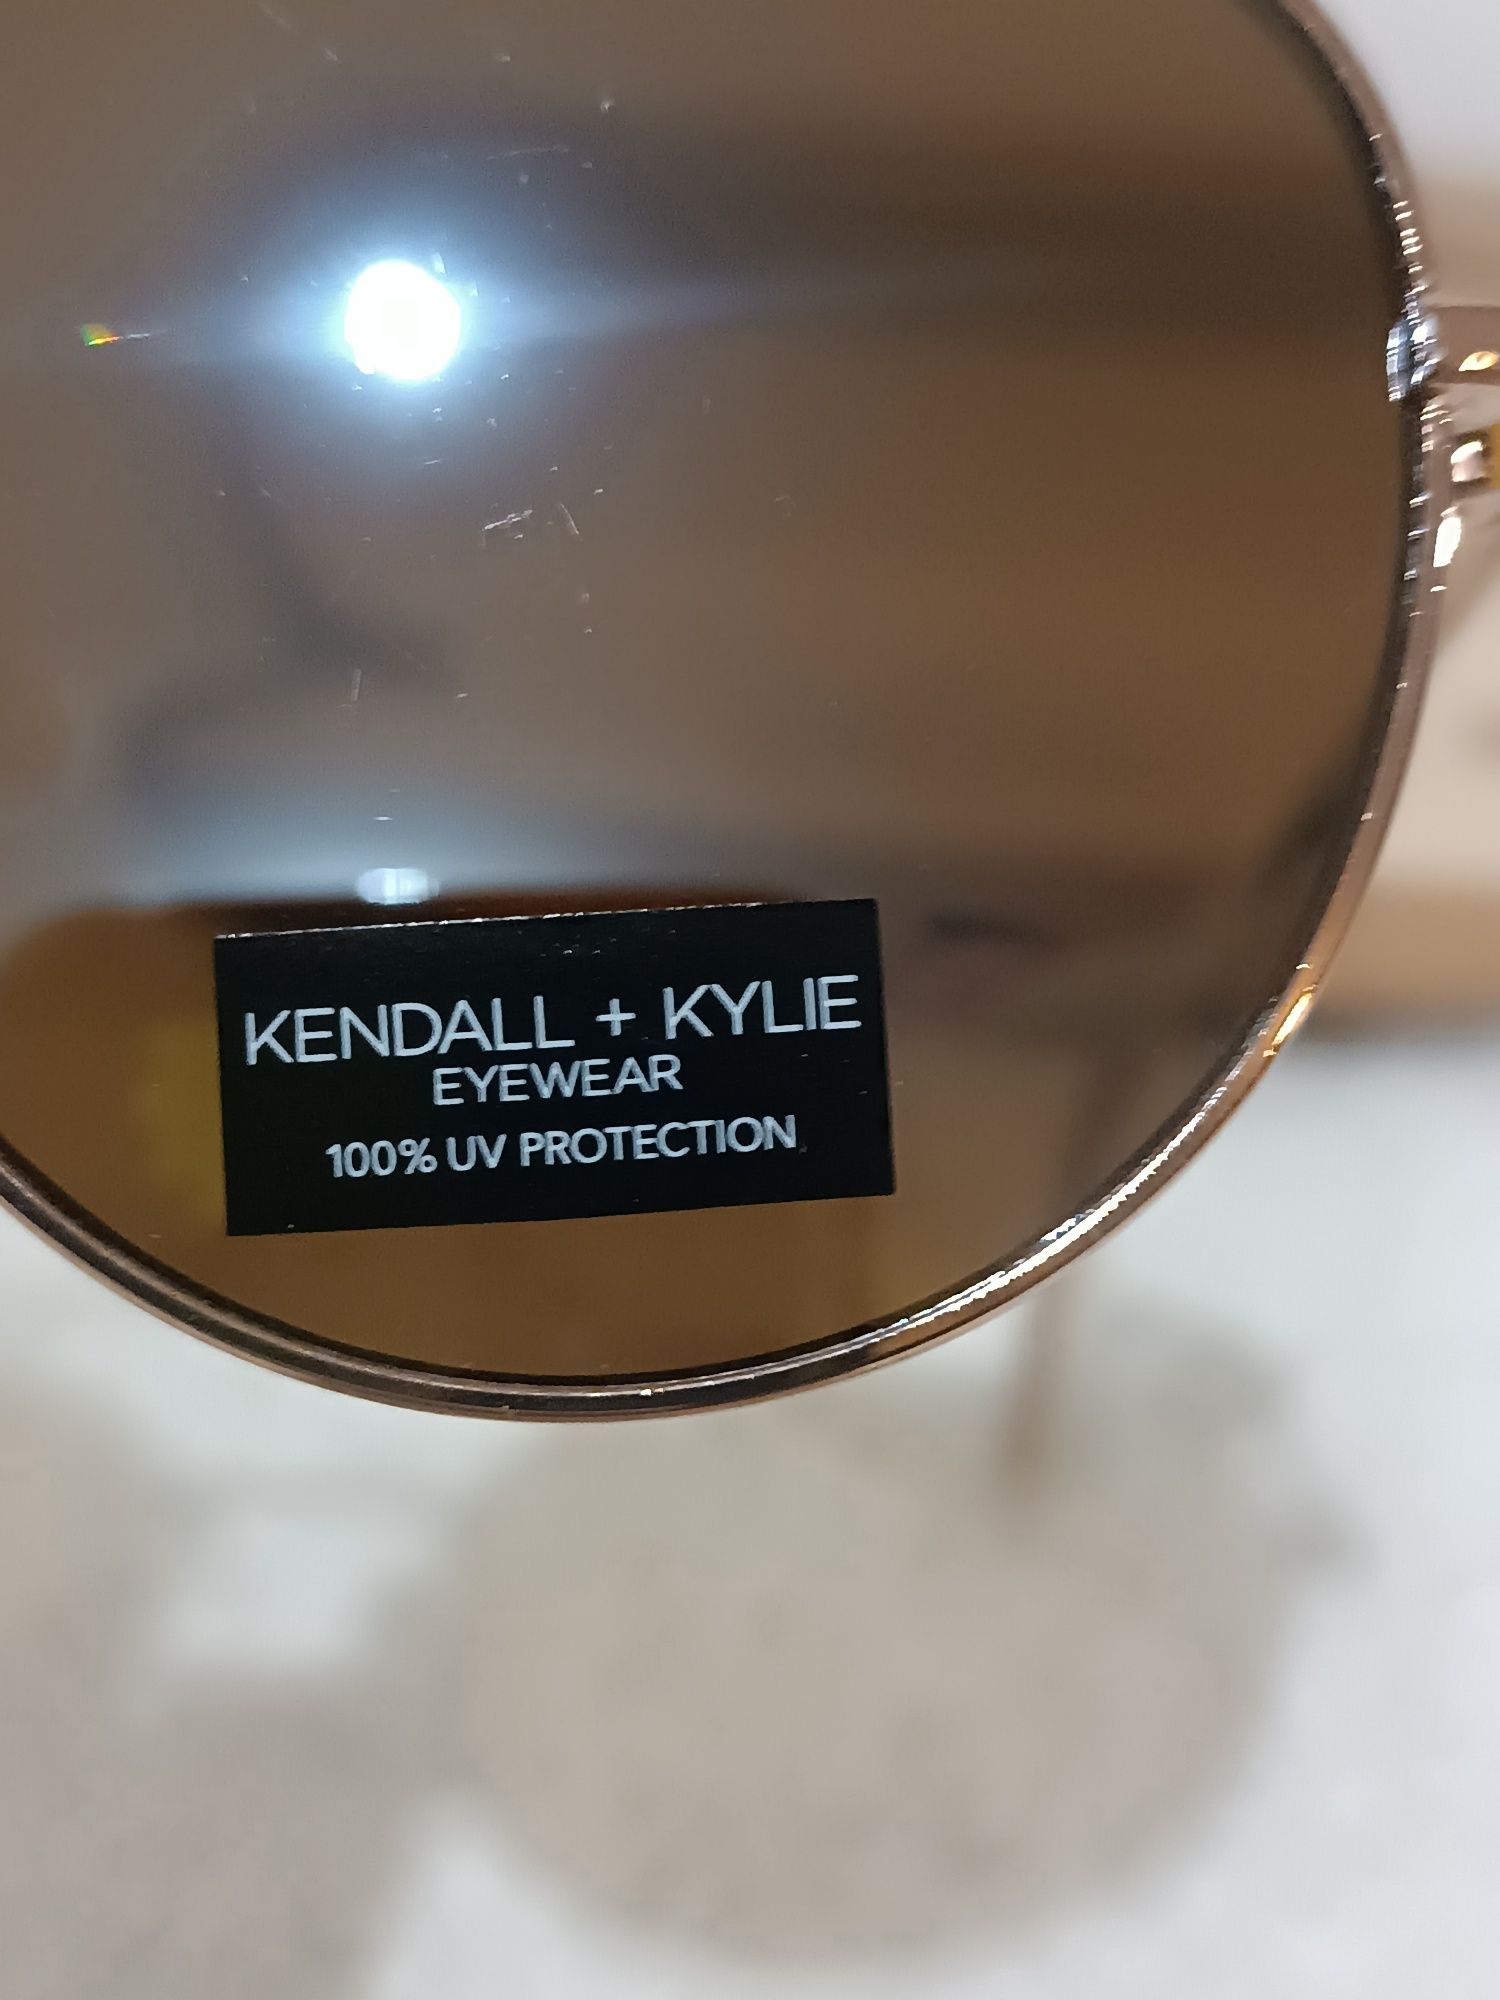 KENDALL + KYLIE
EYEWEAR
100% UV PROTECTION